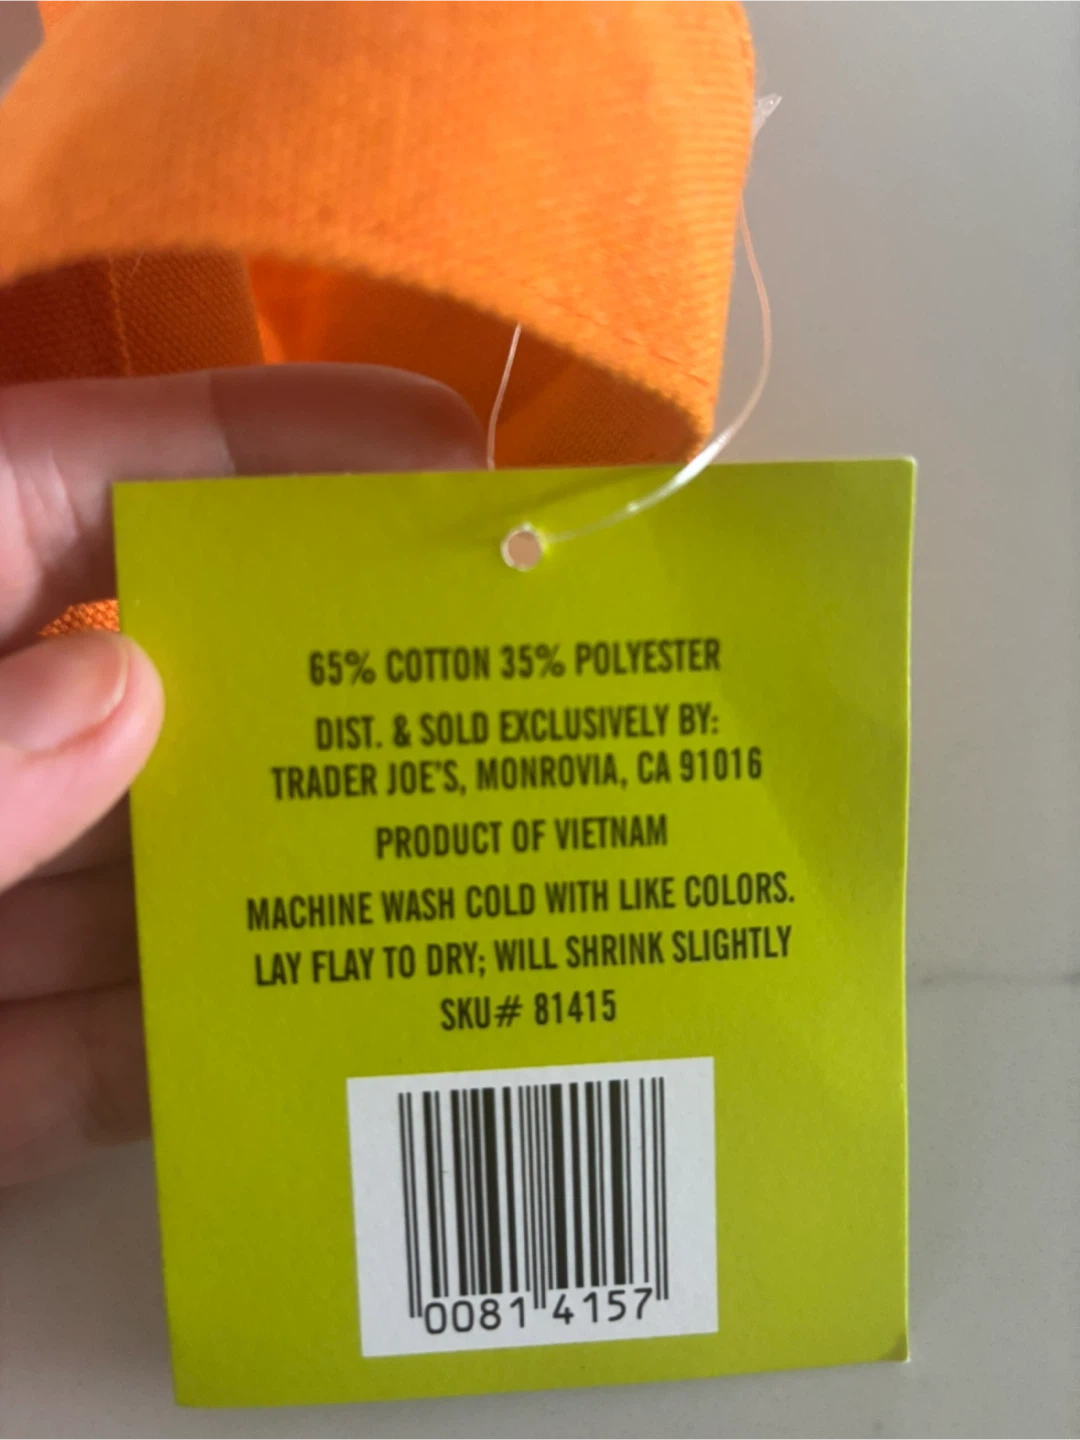 65% COTTON 35% POLYESTER
DIST. & SOLD EXCLUSIVELY BY:
TRADER JOE'S, MONROVIA, CA 91016
PRODUCT OF VIETNAM
MACHINE WASH COLD WITH LIKE COLORS.
LAY FLAY TO DRY; WILL SHRINK SLIGHTLY
SKU# 81415
0081 4157